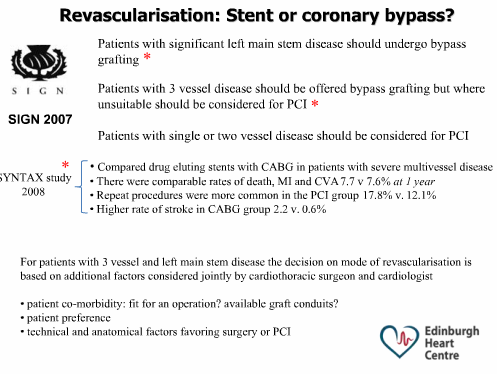 Revascularisation: Stent or coronary bypass?
Patients with significant left main stem disease should undergo bypass
grafting *
S I G N
Patients with 3 vessel disease should be offered bypass grafting but where
unsuitable should be considered for PCI *
SIGN 2007
Patients with single or two vessel disease should be considered for PCI
*
SYNTAX study
2008
• Compared drug eluting stents with CABG in patients with severe multivessel disease
• There were comparable rates of death, MI and CVA 7.7 v 7.6% at 1 year
• Repeat procedures were more common in the PCI group 17.8% v. 12.1%
• Higher rate of stroke in CABG group 2.2 v. 0.6%
For patients with 3 vessel and left main stem disease the decision on mode of revascularisation is
based on additional factors considered jointly by cardiothoracic surgeon and cardiologist
• patient co-morbidity: fit for an operation? available graft conduits?
• patient preference
• technical and anatomical factors favoring surgery or PCI
Edinburgh
Heart
Centre